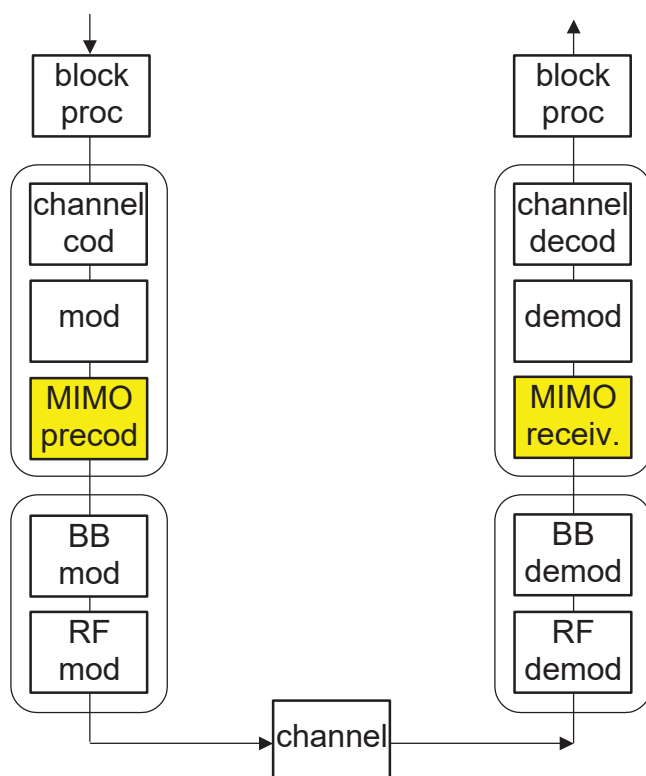 block
proc
channel
cod
mod
MIMO
precod
BB
mod
RF
mod
channel
block
proc
channel
decod
demod
MIMO
receiv.
BB
demod
RF
demod